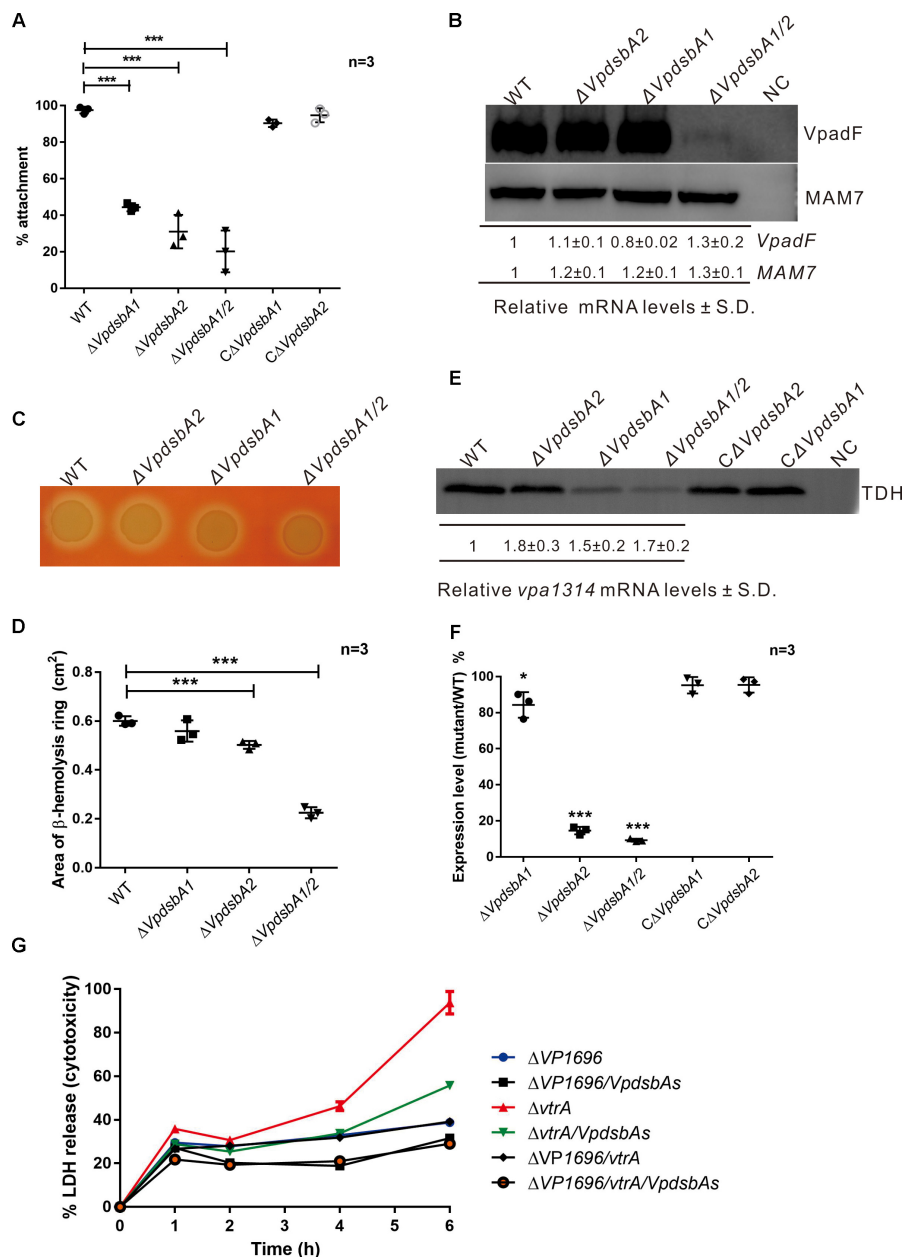 A
n=3
***
***
***
% attachment
100
80
60
40
20
0
WT
ΔVpdsbA1
ΔVpdsbA2
ΔVpdsbA1/2
CΔVpdsbA1
CΔVpdsbA2
B
WT
ΔVpdsbA2
ΔVpdsbA1
ΔVpdsbA1/2
NC
VpadF
MAM7
1 1.1±0.1 0.8±0.02 1.3±0.2 VpadF
1 1.2±0.1 1.2±0.1 1.3±0.1 MAM7
Relative mRNA levels ± S.D.
C
WT
ΔVpdsbA2
ΔVpdsbA1
ΔVpdsbA1/2
E
WT
ΔVpdsbA2
ΔVpdsbA1
ΔVpdsbA1/2
CΔVpdsbA2
CΔVpdsbA1
NC
TDH
1 1.8±0.3 1.5±0.2 1.7±0.2
Relative vpa1314 mRNA levels ± S.D.
D
n=3
***
***
Area of β-hemolysis ring (cm²)
0.8
0.6
0.4
0.2
0.0
WT
ΔVpdsbA1
ΔVpdsbA2
ΔVpdsbA1/2
F
n=3
Expression level (mutant/WT) %
100
80
60
40
20
0
*
***
***
ΔVpdsbA1
ΔVpdsbA2
ΔVpdsbA1/2
CΔVpdsbA1
CΔVpdsbA2
G
% LDH release (cytotoxicity)
100
80
60
40
20
0
0 1 2 3 4 5 6
Time (h)
ΔVP1696
ΔVP1696/VpdsbAs
ΔvtrA
ΔvtrA/VpdsbAs
ΔVP1696/vtrA
ΔVP1696/vtrA/VpdsbAs